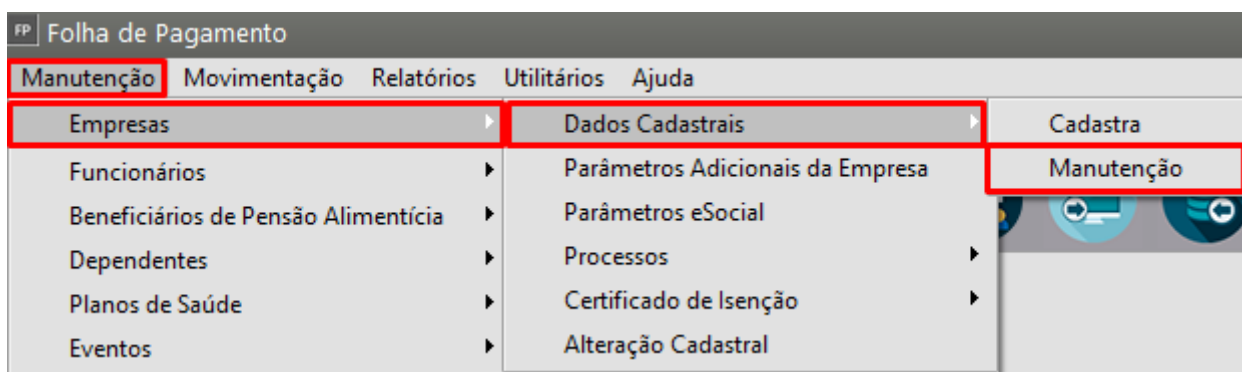 FP Folha de Pagamento
Manutenção Movimentação Relatórios Utilitários Ajuda
Empresas Dados Cadastrais Cadastra
Funcionários Parâmetros Adicionais da Empresa Manutenção
Beneficiários de Pensão Alimentícia Parâmetros eSocial
Dependentes Processos
Planos de Saúde Certificado de Isenção
Eventos Alteração Cadastral